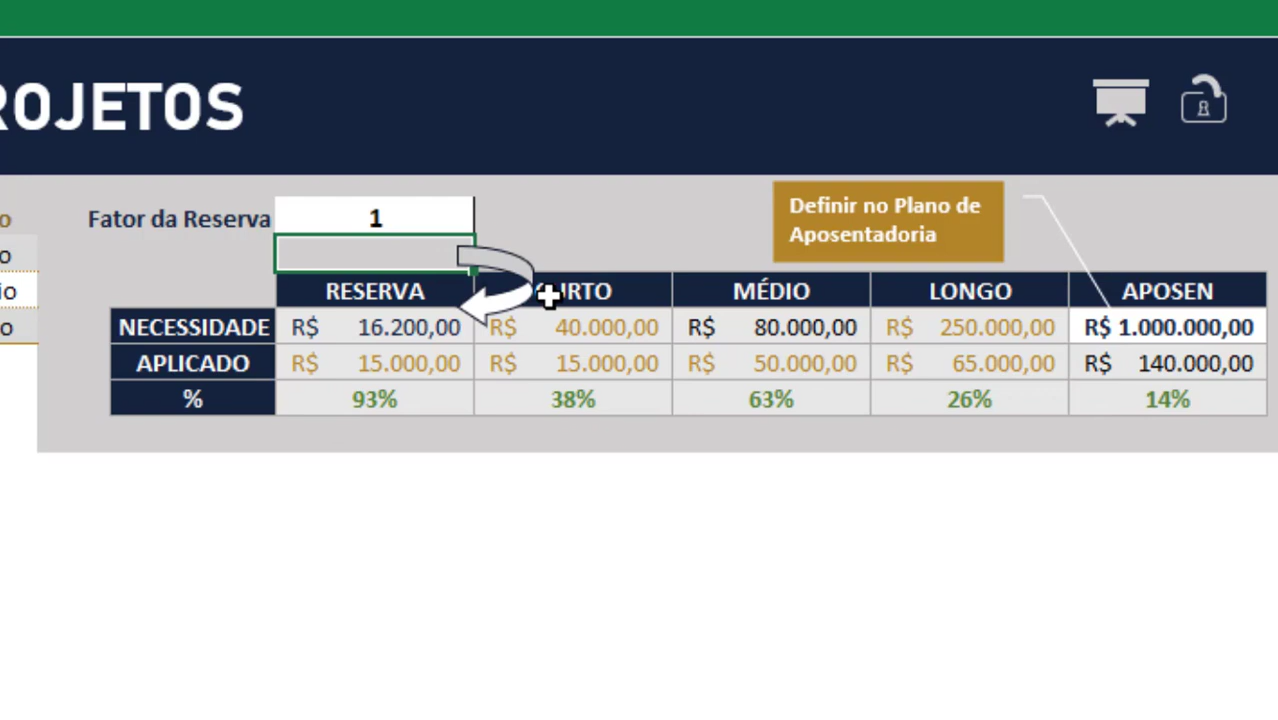 ROJETOS
o
Fator da Reserva 1
Definir no Plano de
Aposentadoria
o
io RESERVA URTO MÉDIO LONGO APOSEN
o NECESSIDADE R$ 16.200,00 R$ 40.000,00 R$ 80.000,00 R$ 250.000,00 R$ 1.000.000,00
APLICADO R$ 15.000,00 R$ 15.000,00 R$ 50.000,00 R$ 65.000,00 R$ 140.000,00
% 93% 38% 63% 26% 14%